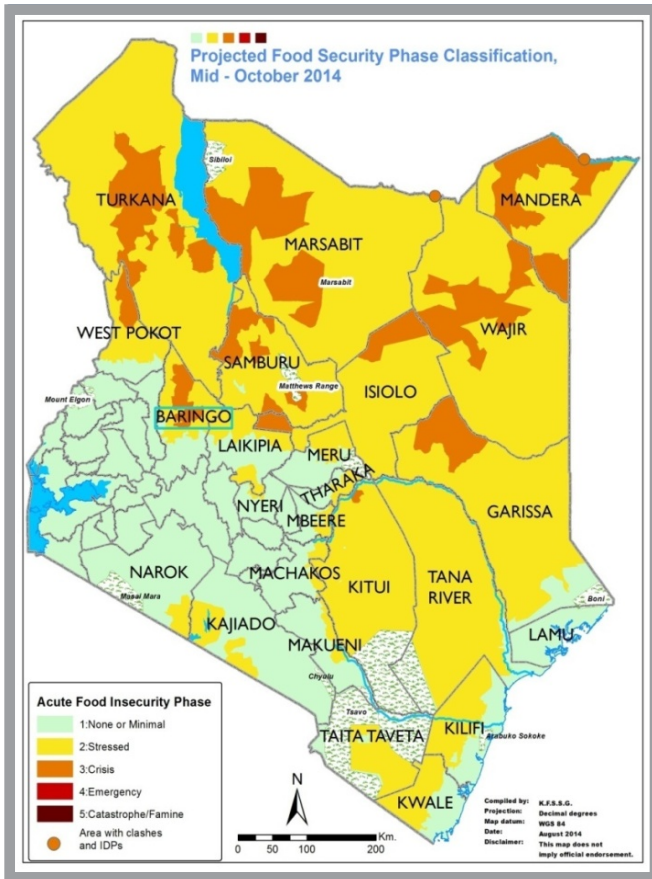 Projected Food Security Phase Classification,
Mid - October 2014
Sibiloi
TURKANA
MANDERA
MARSABIT
Marsabit
WAJIR
WEST POKOT
SAMBURU
Matthews Range
ISIOLO
Mount Elgon
BARINGO
LAIKIPIA
MERU
THARAKA
NYERI
MBEERE
GARISSA
NAROK
MACHAKOS
KITUI
TANA
RIVER
Masai Mara
Boni
KAJIADO
LAMU
MAKUENI
Chyulu
Tsavo
TAITA TAVETA
KILIFI
Arabuko Sokoke
KWALE
Acute Food Insecurity Phase
1:None or Minimal
2:Stressed
3:Crisis
4:Emergency
5:Catastrophe/Famine
Area with clashes
and IDPs
N
Km.
0 50 100 200
Compiled by: K.F.S.S.G.
Projection: Decimal degrees
Map datum: WGS 84
Date: August 2014
Disclaimer: This map does not
imply official endorsement.